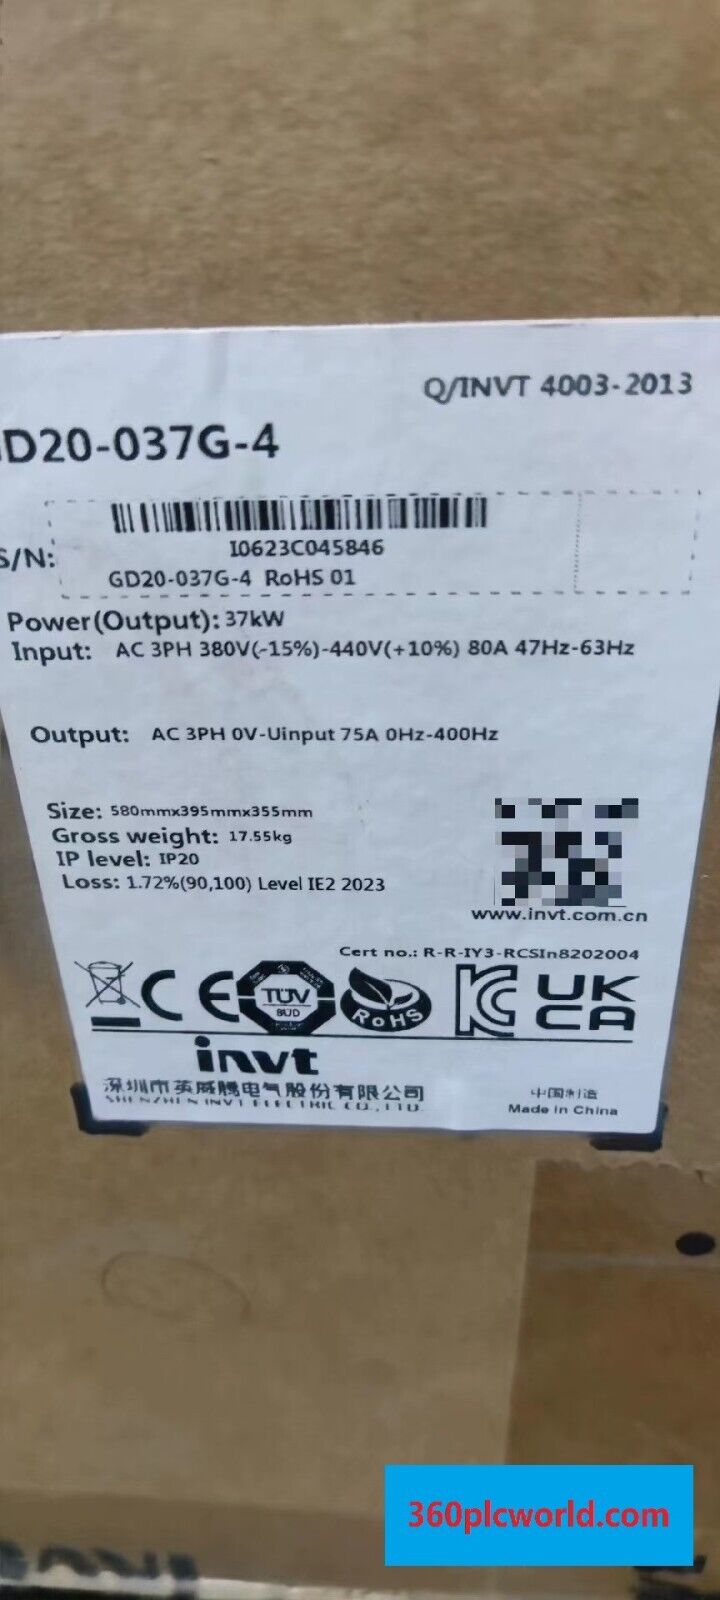 Q/INVT 4003-2013
D20-037G-4
S/N:
I0623C045846
GD20-037G-4 RoHS 01
Power(Output): 37kW
Input: AC 3PH 380V(-15%)-440V(+10%) 80A 47Hz-63Hz
Output: AC 3PH 0V-Uinput 75A 0Hz-400Hz
Size: 580mmx395mmx355mm
Gross weight: 17.55kg
IP level: IP20
Loss: 1.72%(90,100) Level IE2 2023
www.invt.com.cn
Cert no.: R-R-IY3-RCSIn8202004
CE
TÜV
SÜD
RoHS
KC
UK
CA
invt
深圳市英威腾电气股份有限公司
SHENZHEN INVT ELECTRIC CO., LTD.
中国制造
Made in China
360plcworld.com